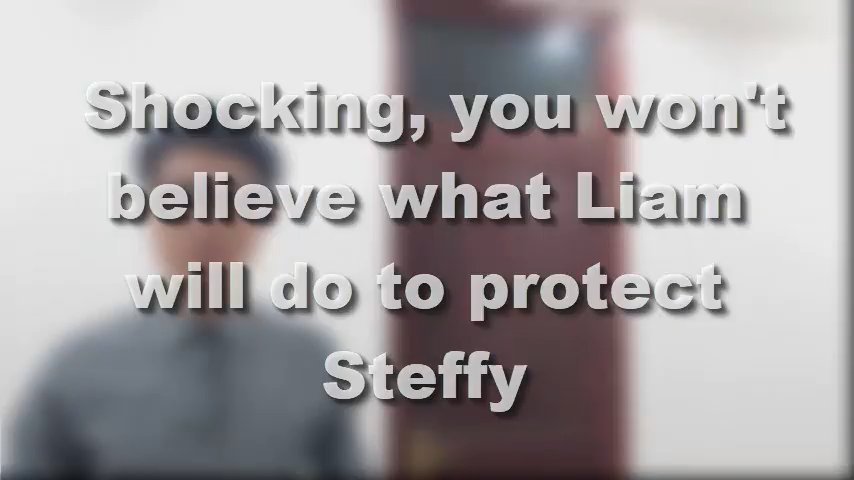 Shocking, you won't
believe what Liam
will do to protect
Steffy